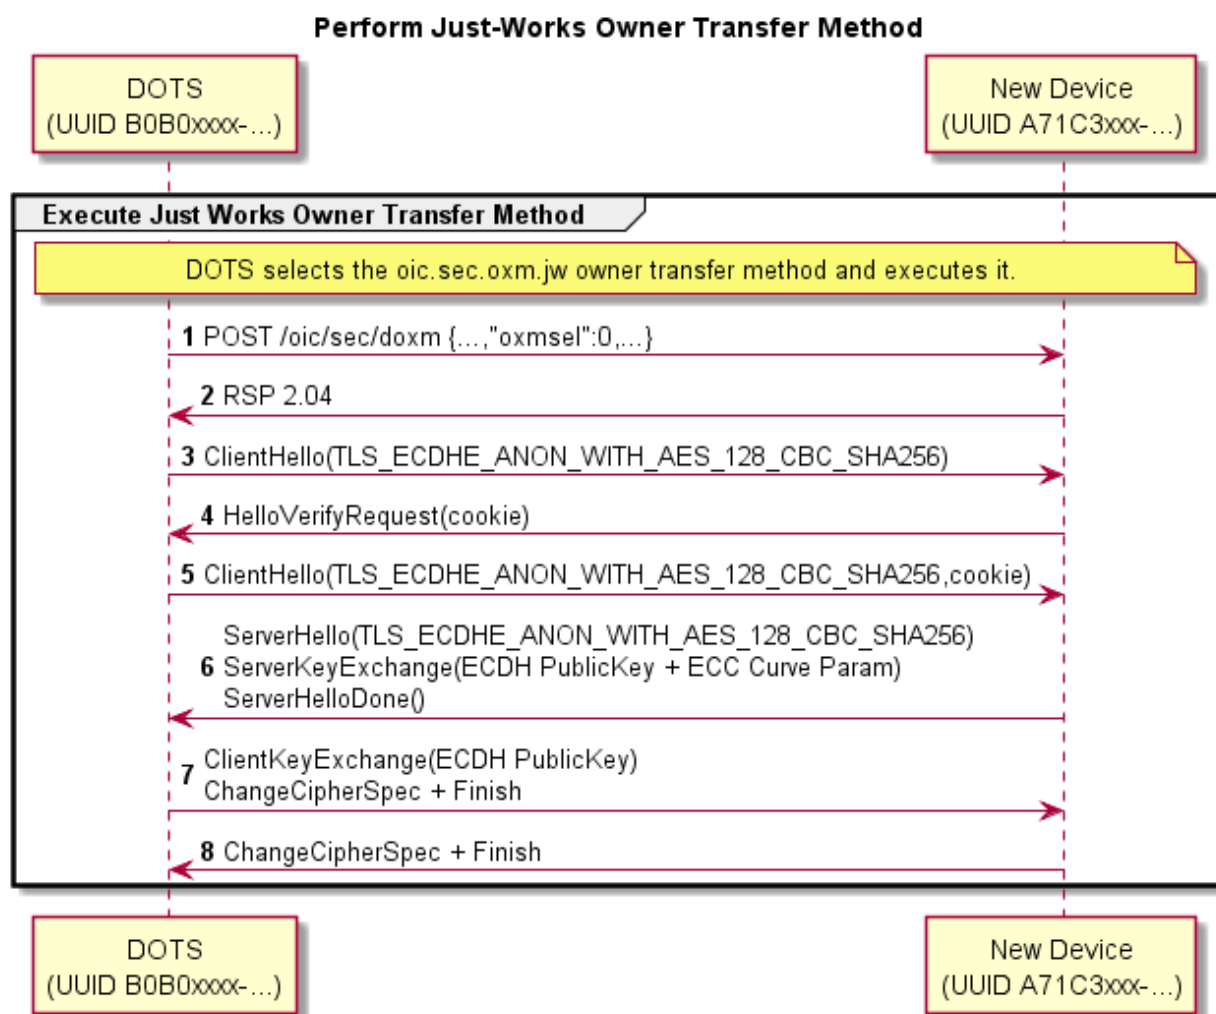 Perform Just-Works Owner Transfer Method
DOTS
(UUID B0B0xxxx-...)
New Device
(UUID A71C3xxx-...)
Execute Just Works Owner Transfer Method
DOTS selects the oic.sec.oxm.jw owner transfer method and executes it.
1 POST /oic/sec/doxm {...,"oxmsel":0,...}
2 RSP 2.04
3 ClientHello(TLS_ECDHE_ANON_WITH_AES_128_CBC_SHA256)
4 HelloVerifyRequest(cookie)
5 ClientHello(TLS_ECDHE_ANON_WITH_AES_128_CBC_SHA256,cookie)
ServerHello(TLS_ECDHE_ANON_WITH_AES_128_CBC_SHA256)
6 ServerKeyExchange(ECDH PublicKey + ECC Curve Param)
ServerHelloDone()
7 ClientKeyExchange(ECDH PublicKey)
ChangeCipherSpec + Finish
8 ChangeCipherSpec + Finish
DOTS
(UUID B0B0xxxx-...)
New Device
(UUID A71C3xxx-...)